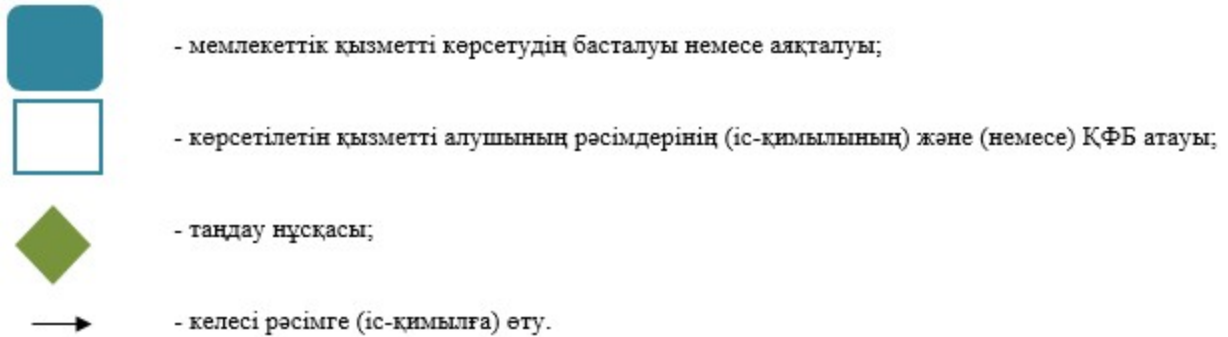 - мемлекеттік қызметті көрсетудің басталуы немесе аяқталуы;
- көрсетілетін қызметті алушының рәсімдерінің (іс-қимылының) және (немесе) ҚФБ атауы;
- таңдау нұсқасы;
- келесі рәсімге (іс-қимылға) өту.